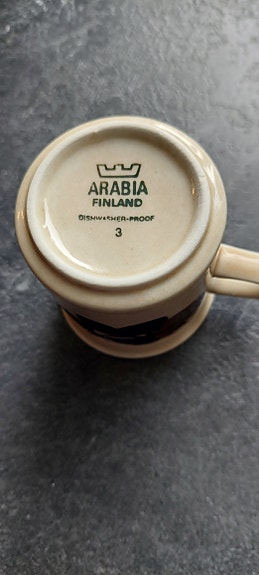 ARABIA
FINLAND
DISHWASHER-PROOF
3